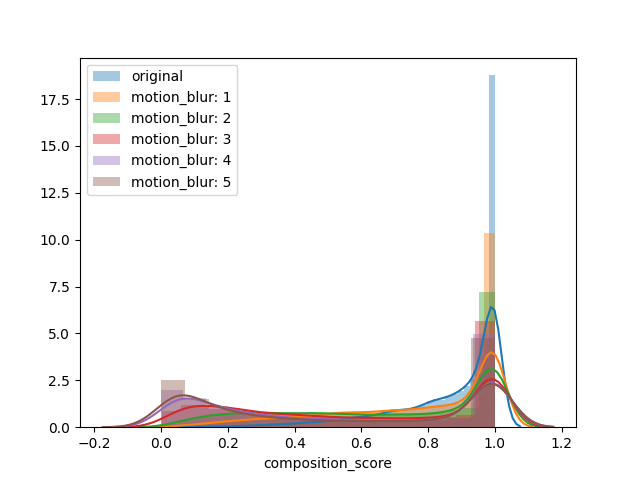 original
motion_blur: 1
motion_blur: 2
motion_blur: 3
motion_blur: 4
motion_blur: 5
17.5
15.0
12.5
10.0
7.5
5.0
2.5
0.0
−0.2 0.0 0.2 0.4 0.6 0.8 1.0 1.2
composition_score